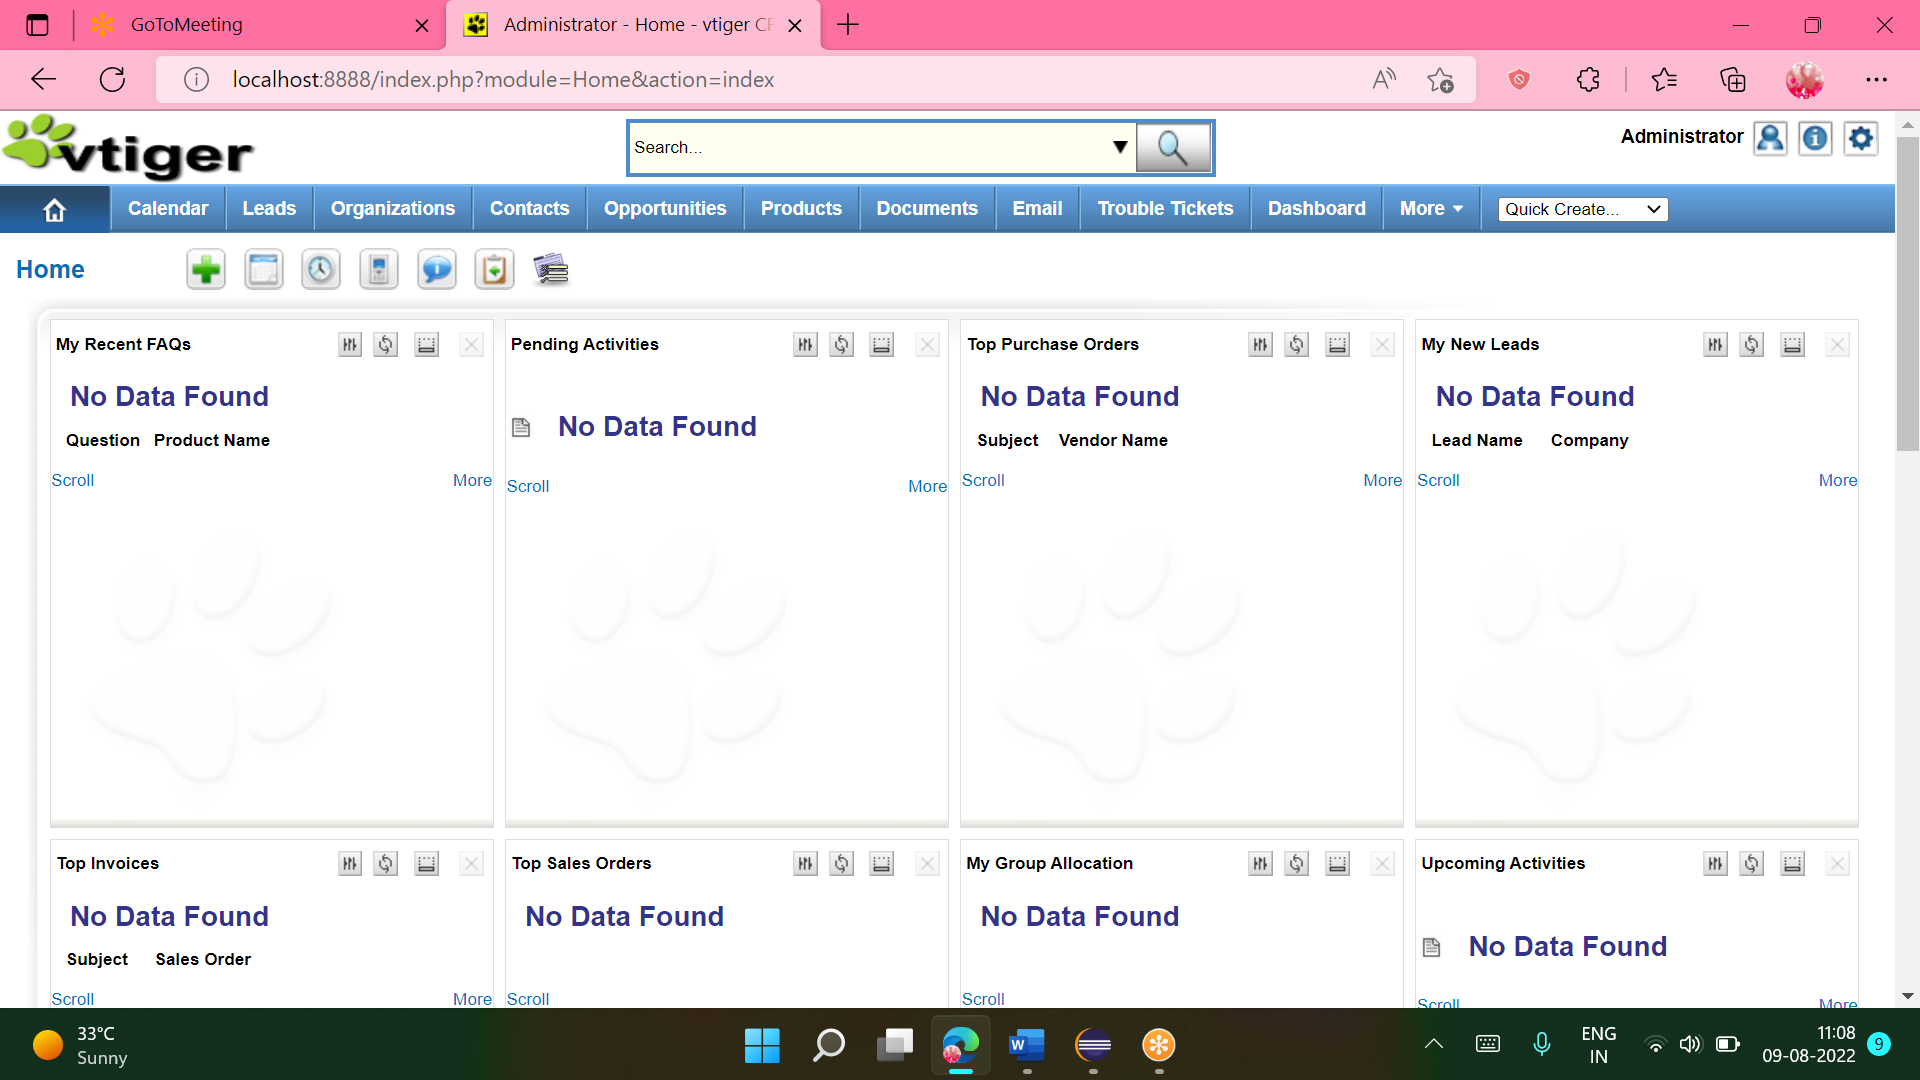 GoToMeeting
Administrator - Home - vtiger CR
localhost:8888/index.php?module=Home&action=index
vtiger
Search...
Administrator
Calendar Leads Organizations Contacts Opportunities Products Documents Email Trouble Tickets Dashboard More Quick Create...
Home
My Recent FAQs
No Data Found
Question Product Name
Scroll More
Pending Activities
No Data Found
Scroll More
Top Purchase Orders
No Data Found
Subject Vendor Name
Scroll More
My New Leads
No Data Found
Lead Name Company
Scroll More
Top Invoices
No Data Found
Subject Sales Order
Scroll More
Top Sales Orders
No Data Found
Scroll
My Group Allocation
No Data Found
Scroll
Upcoming Activities
No Data Found
Scroll More
33°C
Sunny
ENG
IN
11:08
09-08-2022
9